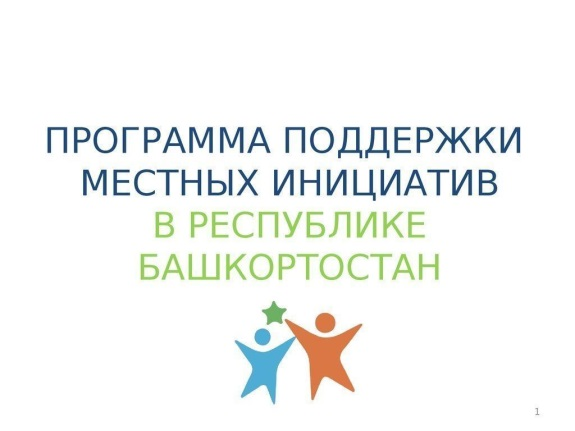 ПРОГРАММА ПОДДЕРЖКИ
МЕСТНЫХ ИНИЦИАТИВ
В РЕСПУБЛИКЕ
БАШКОРТОСТАН
1